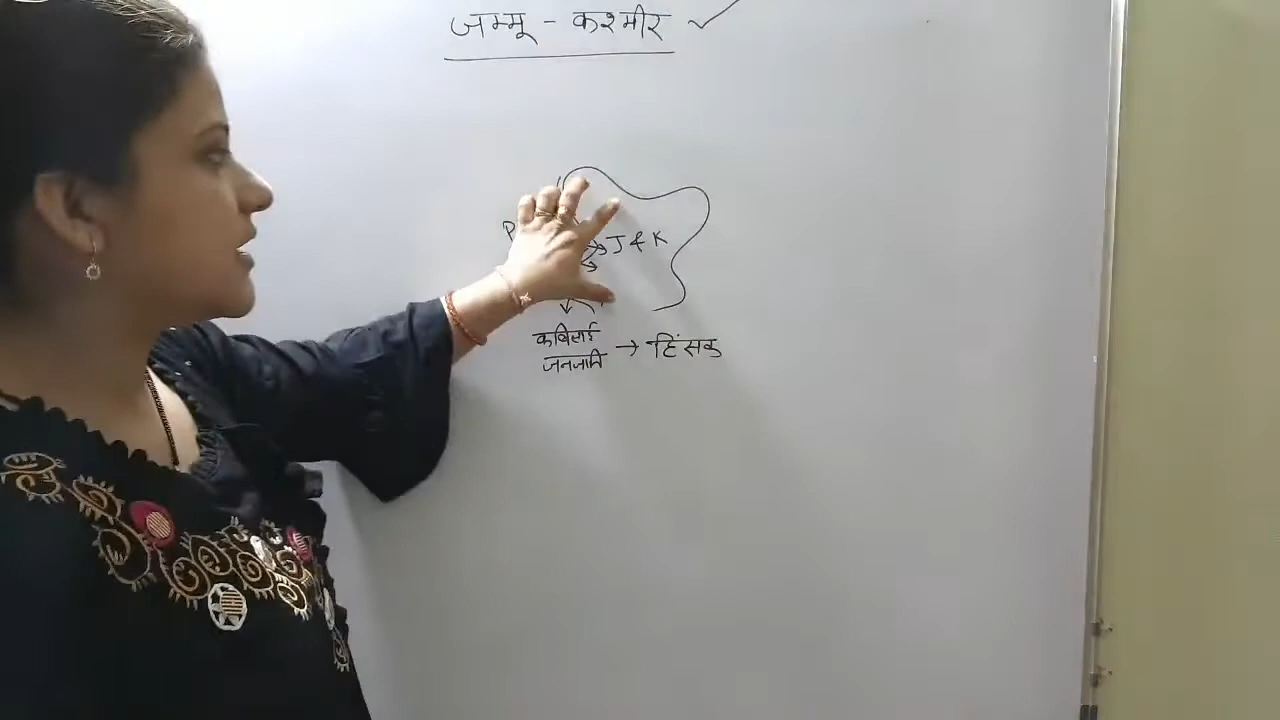 जम्मू - कश्मीर
P
J & K
कबिलाई
जनजाति → हिंसक